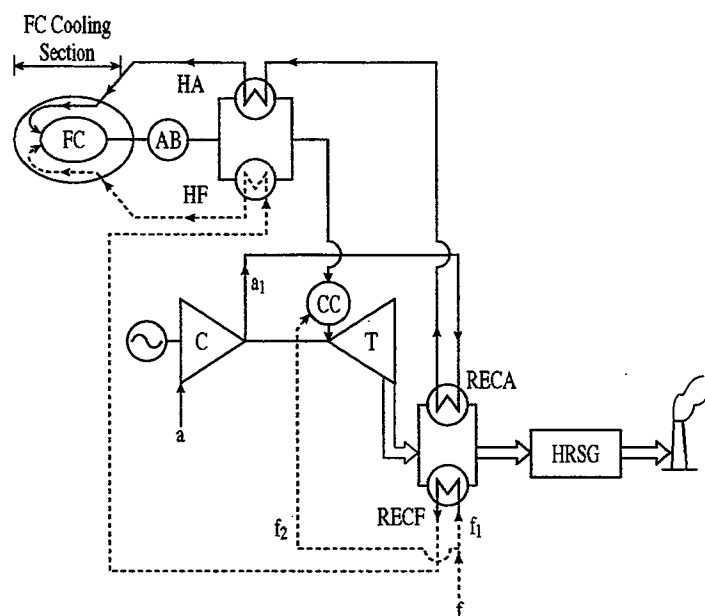 FC Cooling
Section
HA
FC
AB
HF
a1
CC
C
T
RECA
a
HRSG
RECF
f2
f1
f